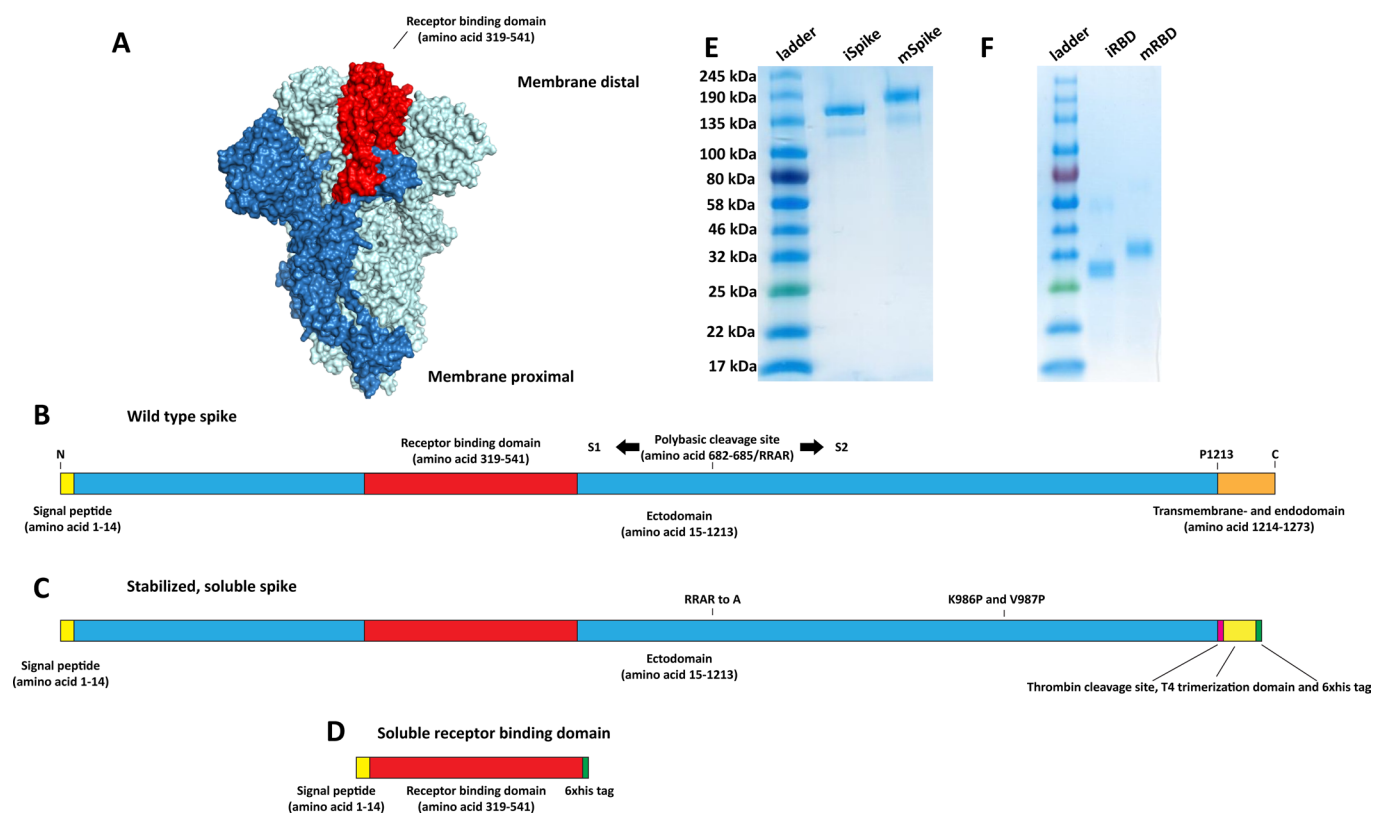 A
Receptor binding domain
(amino acid 319-541)
Membrane distal
Membrane proximal
E
ladder
iSpike
mSpike
245 kDa
190 kDa
135 kDa
100 kDa
80 kDa
58 kDa
46 kDa
32 kDa
25 kDa
22 kDa
17 kDa
F
ladder
iRBD
mRBD
B
Wild type spike
N
Receptor binding domain
(amino acid 319-541)
S1
Polybasic cleavage site
(amino acid 682-685/RRAR)
S2
P1213
C
Signal peptide
(amino acid 1-14)
Ectodomain
(amino acid 15-1213)
Transmembrane- and endodomain
(amino acid 1214-1273)
C
Stabilized, soluble spike
RRAR to A
K986P and V987P
Signal peptide
(amino acid 1-14)
Ectodomain
(amino acid 15-1213)
Thrombin cleavage site, T4 trimerization domain and 6xhis tag
D
Soluble receptor binding domain
Signal peptide
(amino acid 1-14)
Receptor binding domain
(amino acid 319-541)
6xhis tag